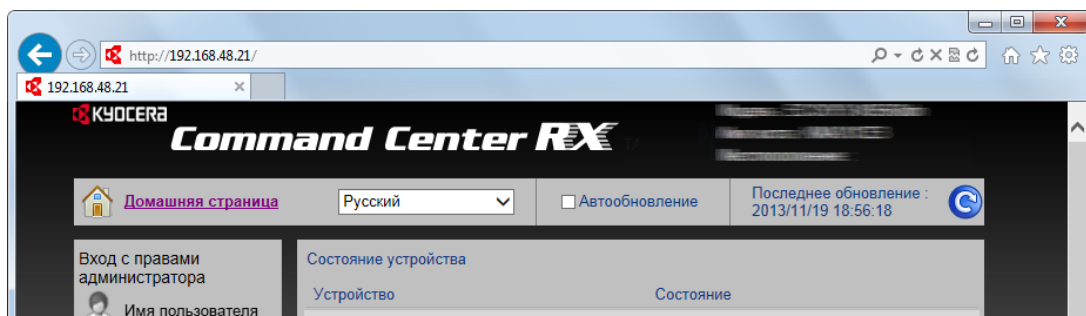 http://192.168.48.21/
192.168.48.21
KYOCERA
Command Center RX
Домашняя страница
Русский
Автообновление
Последнее обновление :
2013/11/19 18:56:18
Вход с правами
администратора
Имя пользователя
Состояние устройства
Устройство Состояние